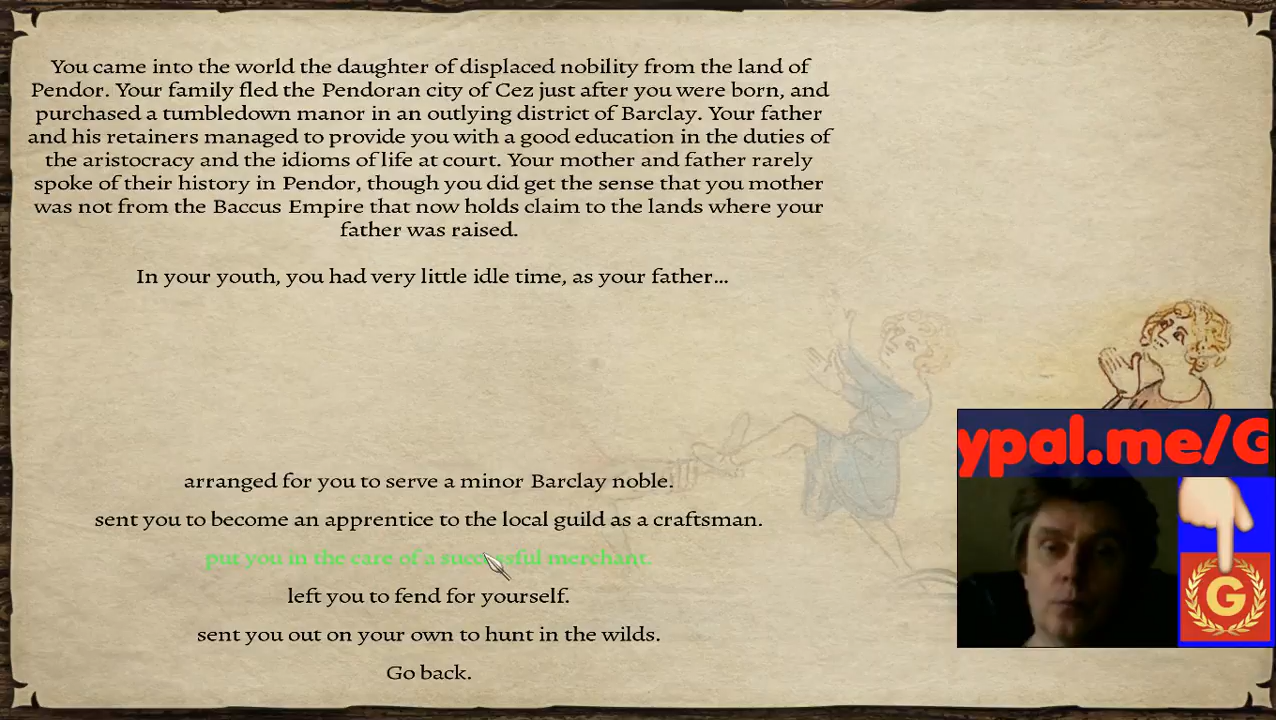 You came into the world the daughter of displaced nobility from the land of
Pendor. Your family fled the Pendoran city of Cez just after you were born, and
purchased a tumbledown manor in an outlying district of Barclay. Your father
and his retainers managed to provide you with a good education in the duties of
the aristocracy and the idioms of life at court. Your mother and father rarely
spoke of their history in Pendor, though you did get the sense that you mother
was not from the Baccus Empire that now holds claim to the lands where your
father was raised.
In your youth, you had very little idle time, as your father...
arranged for you to serve a minor Barclay noble.
sent you to become an apprentice to the local guild as a craftsman.
put you in the care of a successful merchant.
left you to fend for yourself.
sent you out on your own to hunt in the wilds.
Go back.
ypal.me/G
G